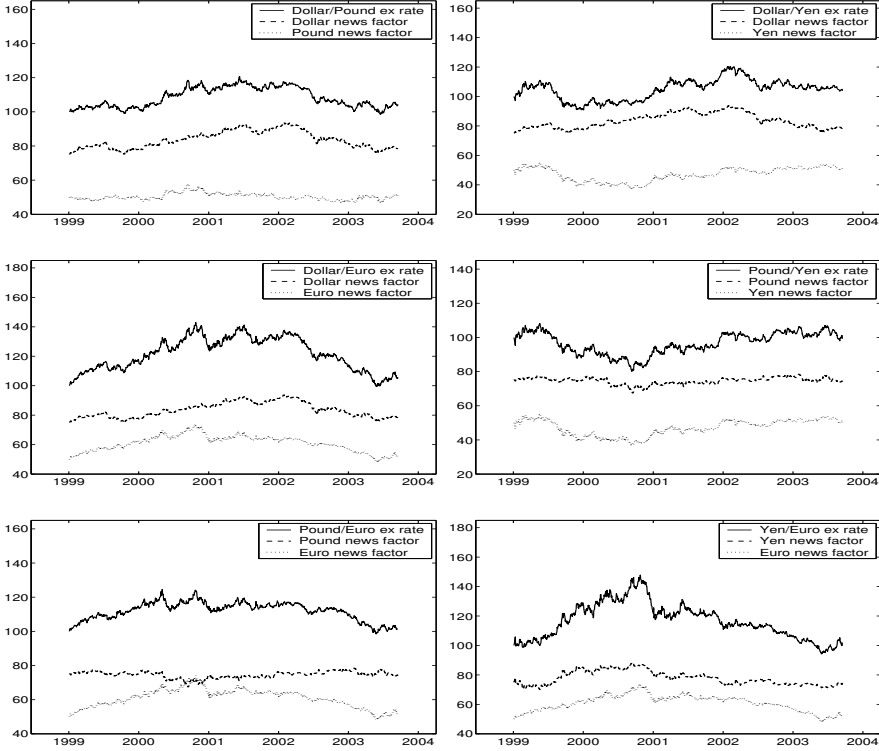 Dollar/Pound ex rate
Dollar news factor
Pound news factor
160
140
120
100
80
60
40
1999 2000 2001 2002 2003 2004
Dollar/Yen ex rate
Dollar news factor
Yen news factor
160
140
120
100
80
60
40
20
1999 2000 2001 2002 2003 2004
Dollar/Euro ex rate
Dollar news factor
Euro news factor
180
160
140
120
100
80
60
40
1999 2000 2001 2002 2003 2004
Pound/Yen ex rate
Pound news factor
Yen news factor
140
120
100
80
60
40
20
1999 2000 2001 2002 2003 2004
Pound/Euro ex rate
Pound news factor
Euro news factor
160
140
120
100
80
60
40
1999 2000 2001 2002 2003 2004
Yen/Euro ex rate
Yen news factor
Euro news factor
180
160
140
120
100
80
60
40
1999 2000 2001 2002 2003 2004